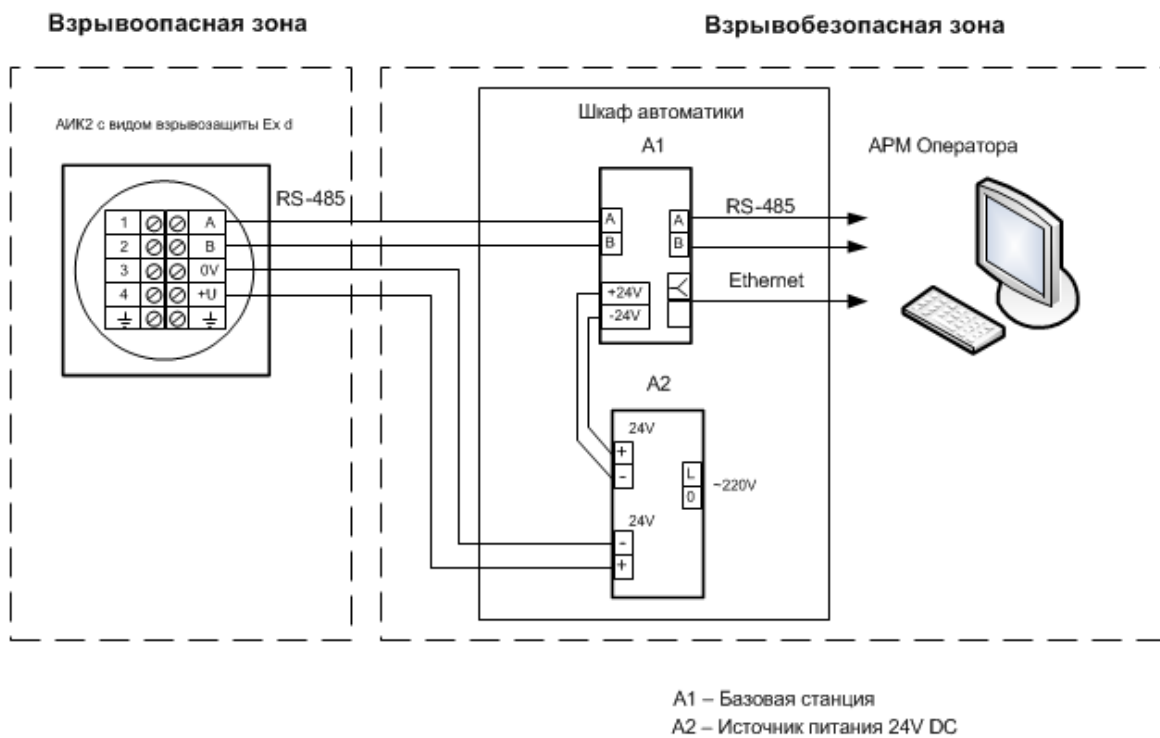 Взрывоопасная зона
Взрывобезопасная зона
АИК2 с видом взрывозащиты Ex d
RS-485
1 A
2 B
3 0V
4 +U
Шкаф автоматики
A1
A A
B B
+24V
-24V
RS-485
Ethernet
АРМ Оператора
A2
24V
+
-
L
0
~220V
24V
-
+
A1 – Базовая станция
A2 – Источник питания 24V DC